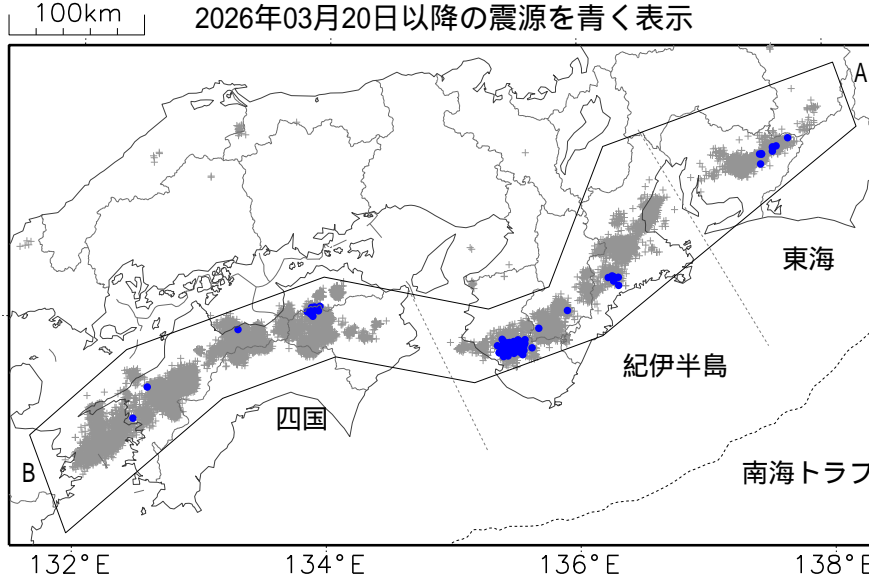 100km
2026年03月20日以降の震源を青く表示
A
東海
紀伊半島
四国
B
南海トラフ
132°E
134°E
136°E
138°E